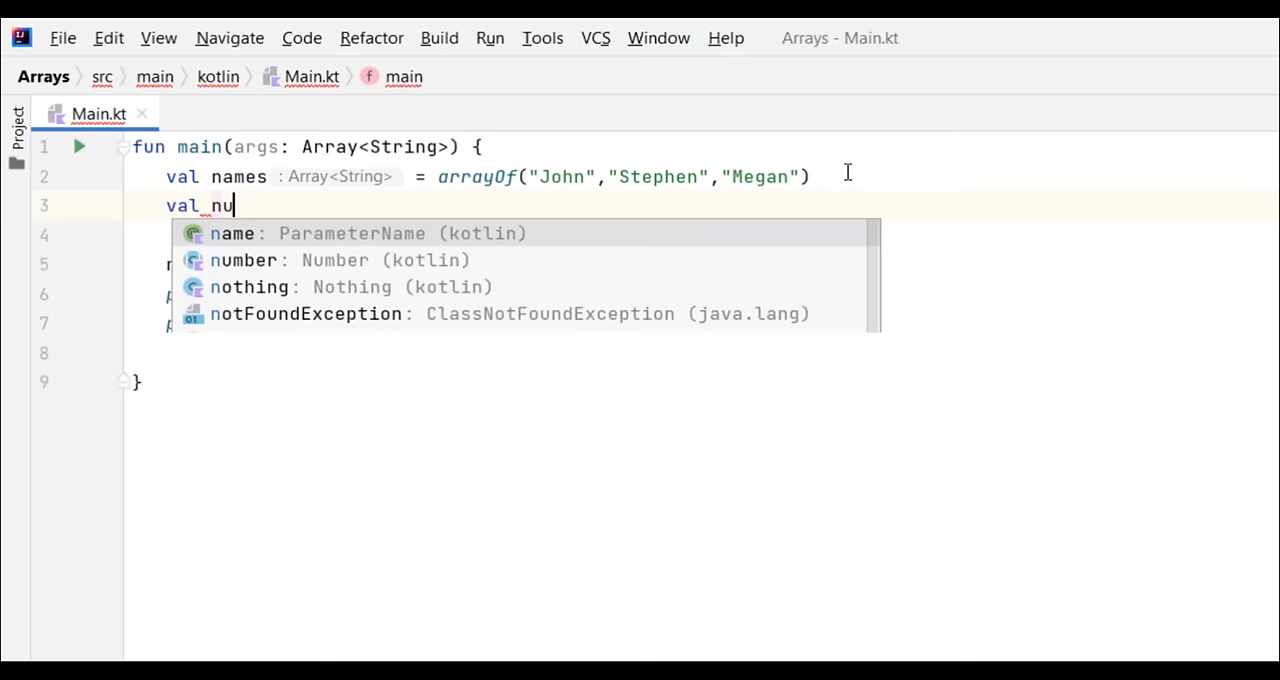 File Edit View Navigate Code Refactor Build Run Tools VCS Window Help Arrays - Main.kt
Arrays src main kotlin Main.kt f main
Project
Main.kt
1 fun main(args: Array<String>) {
2 val names : Array<String> = arrayOf("John","Stephen","Megan")
3 val nu
name: ParameterName (kotlin)
4
number: Number (kotlin)
5
nothing: Nothing (kotlin)
6
notFoundException: ClassNotFoundException (java.lang)
7
8
9 }